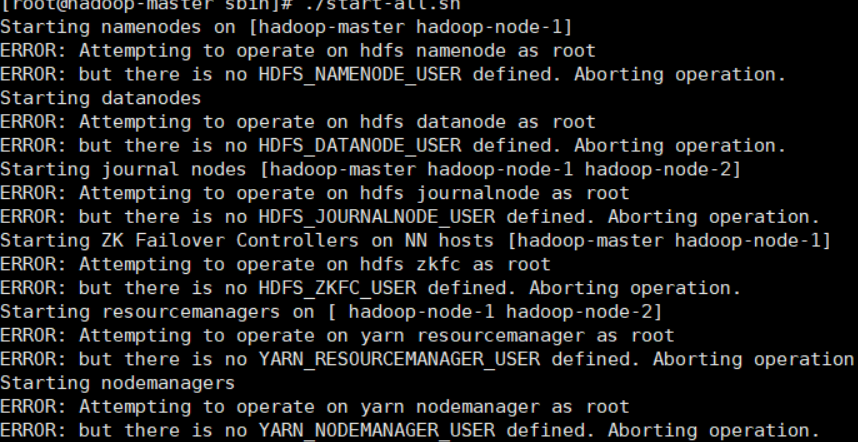 [root@hadoop-master sbin]# ./start-all.sh
Starting namenodes on [hadoop-master hadoop-node-1]
ERROR: Attempting to operate on hdfs namenode as root
ERROR: but there is no HDFS_NAMENODE_USER defined. Aborting operation.
Starting datanodes
ERROR: Attempting to operate on hdfs datanode as root
ERROR: but there is no HDFS_DATANODE_USER defined. Aborting operation.
Starting journal nodes [hadoop-master hadoop-node-1 hadoop-node-2]
ERROR: Attempting to operate on hdfs journalnode as root
ERROR: but there is no HDFS_JOURNALNODE_USER defined. Aborting operation.
Starting ZK Failover Controllers on NN hosts [hadoop-master hadoop-node-1]
ERROR: Attempting to operate on hdfs zkfc as root
ERROR: but there is no HDFS_ZKFC_USER defined. Aborting operation.
Starting resourcemanagers on [ hadoop-node-1 hadoop-node-2]
ERROR: Attempting to operate on yarn resourcemanager as root
ERROR: but there is no YARN_RESOURCEMANAGER_USER defined. Aborting operation
Starting nodemanagers
ERROR: Attempting to operate on yarn nodemanager as root
ERROR: but there is no YARN_NODEMANAGER_USER defined. Aborting operation.